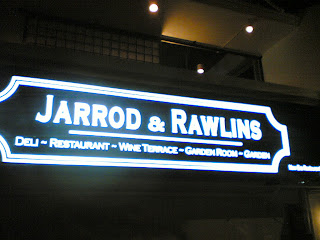 JARROD & RAWLINS
DELI ~ RESTAURANT ~ WINE TERRACE ~ GARDEN ROOM ~ GARDEN